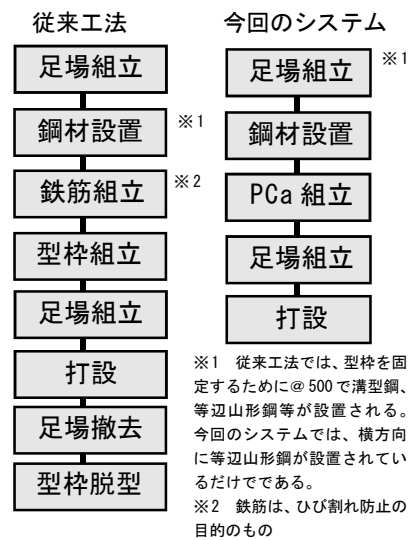 従来工法
足場組立
鋼材設置 ※1
鉄筋組立 ※2
型枠組立
足場組立
打設
足場撤去
型枠脱型
今回のシステム
足場組立 ※1
鋼材設置
PCa 組立
足場組立
打設
※1 従来工法では、型枠を固
定するために@500で溝型鋼、
等辺山形鋼等が設置される。
今回のシステムでは、横方向
に等辺山形鋼が設置されてい
るだけでである。
※2 鉄筋は、ひび割れ防止の
目的のもの